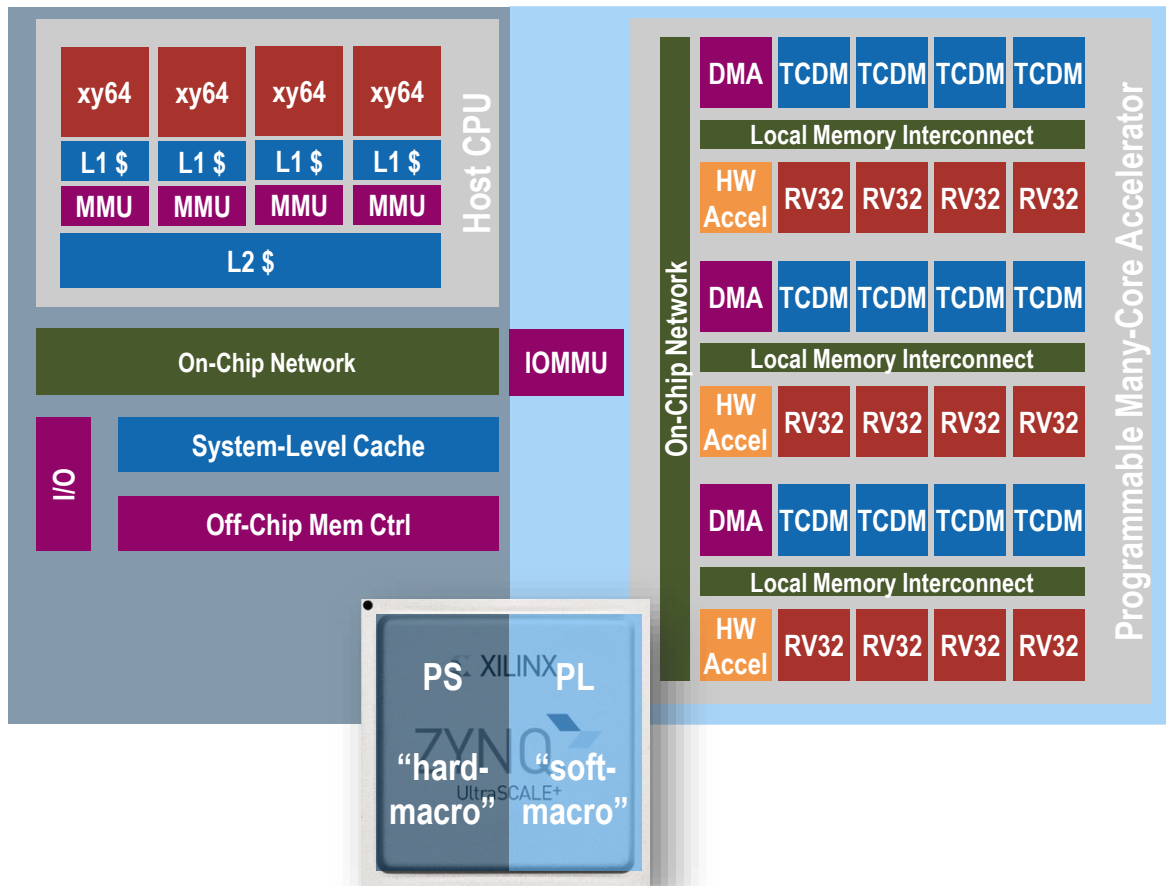 xy64 xy64 xy64 xy64
L1 $ L1 $ L1 $ L1 $
MMU MMU MMU MMU
L2 $
Host CPU
On-Chip Network
IOMMU
I/O
System-Level Cache
Off-Chip Mem Ctrl
On-Chip Network
DMA TCDM TCDM TCDM TCDM
Local Memory Interconnect
HW
Accel RV32 RV32 RV32 RV32
DMA TCDM TCDM TCDM TCDM
Local Memory Interconnect
HW
Accel RV32 RV32 RV32 RV32
DMA TCDM TCDM TCDM TCDM
Local Memory Interconnect
HW
Accel RV32 RV32 RV32 RV32
Programmable Many-Core Accelerator
XILINX
PS PL
ZYNQ
“hard-
macro”
“soft-
macro”
UltraSCALE+